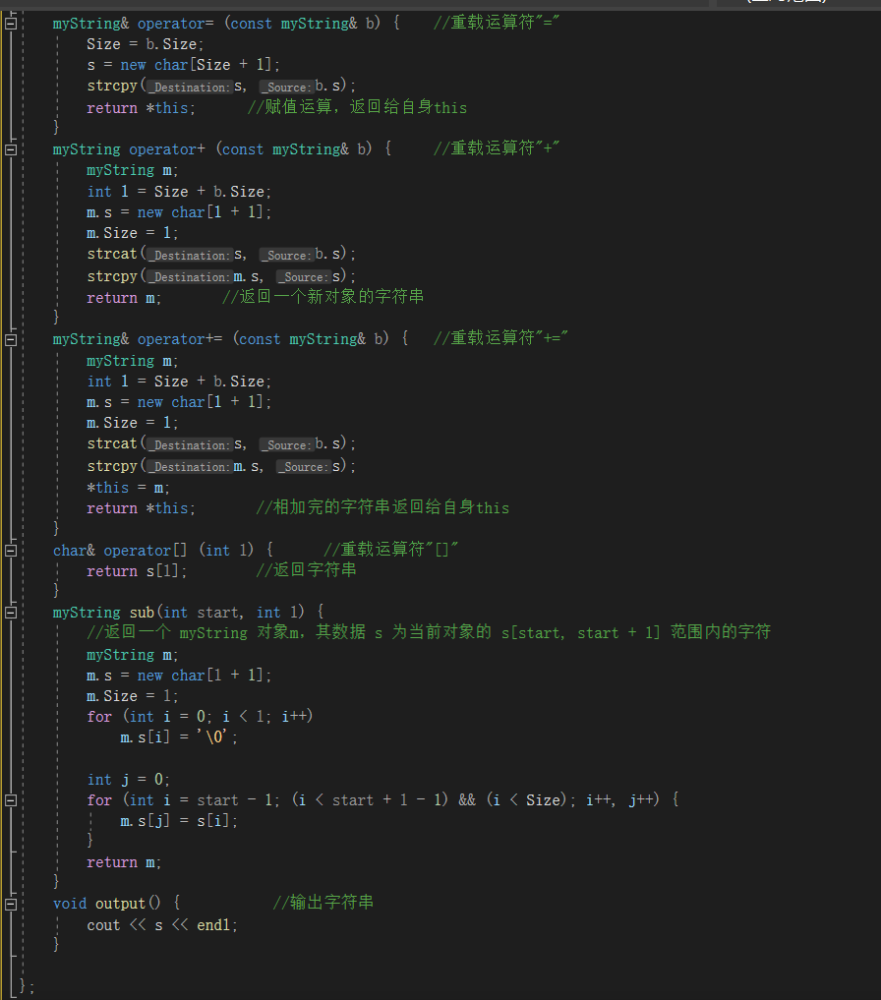 myString& operator= (const myString& b) {    //重载运算符"="
Size = b.Size;
s = new char[Size + 1];
strcpy(_Destination:s, _Source:b.s);
return *this;      //赋值运算，返回给自身this
}
myString operator+ (const myString& b) {     //重载运算符"+"
myString m;
int l = Size + b.Size;
m.s = new char[l + 1];
m.Size = l;
strcat(_Destination:s, _Source:b.s);
strcpy(_Destination:m.s, _Source:s);
return m;       //返回一个新对象的字符串
}
myString& operator+= (const myString& b) {   //重载运算符"+="
myString m;
int l = Size + b.Size;
m.s = new char[l + 1];
m.Size = l;
strcat(_Destination:s, _Source:b.s);
strcpy(_Destination:m.s, _Source:s);
*this = m;
return *this;       //相加完的字符串返回给自身this
}
char& operator[] (int l) {      //重载运算符"[]"
return s[l];        //返回字符串
}
myString sub(int start, int l) {
//返回一个 myString 对象m，其数据 s 为当前对象的 s[start, start + l] 范围内的字符
myString m;
m.s = new char[l + 1];
m.Size = l;
for (int i = 0; i < l; i++)
m.s[i] = '\0';
int j = 0;
for (int i = start - 1; (i < start + l - 1) && (i < Size); i++, j++) {
m.s[j] = s[i];
}
return m;
}
void output() {           //输出字符串
cout << s << endl;
}
};